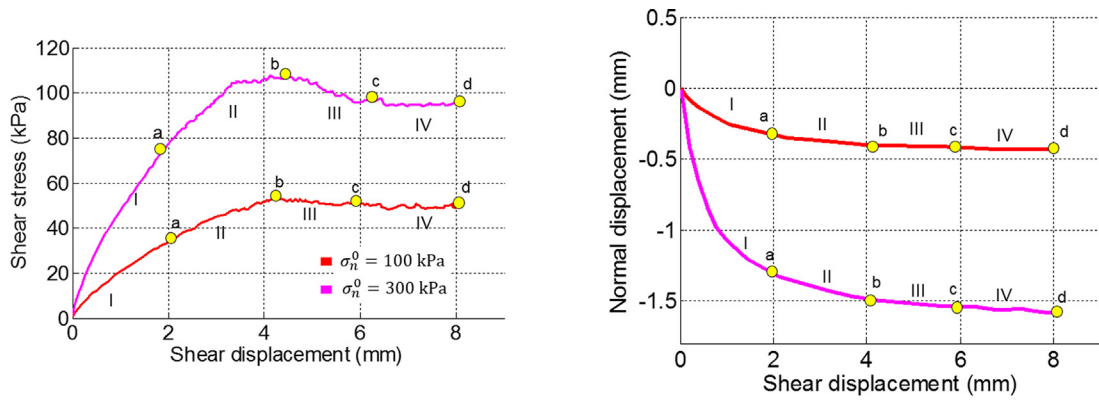 120
100
80
60
40
20
0
Shear stress (kPa)
a
b
c
d
I
II
III
IV
a
b
c
d
I
II
III
IV
σₙ⁰ = 100 kPa
σₙ⁰ = 300 kPa
0 2 4 6 8
Shear displacement (mm)
0.5
0
-0.5
-1
-1.5
Normal displacement (mm)
I
a
II
b
III
c
IV
d
I
a
II
b
III
c
IV
d
0 2 4 6 8
Shear displacement (mm)